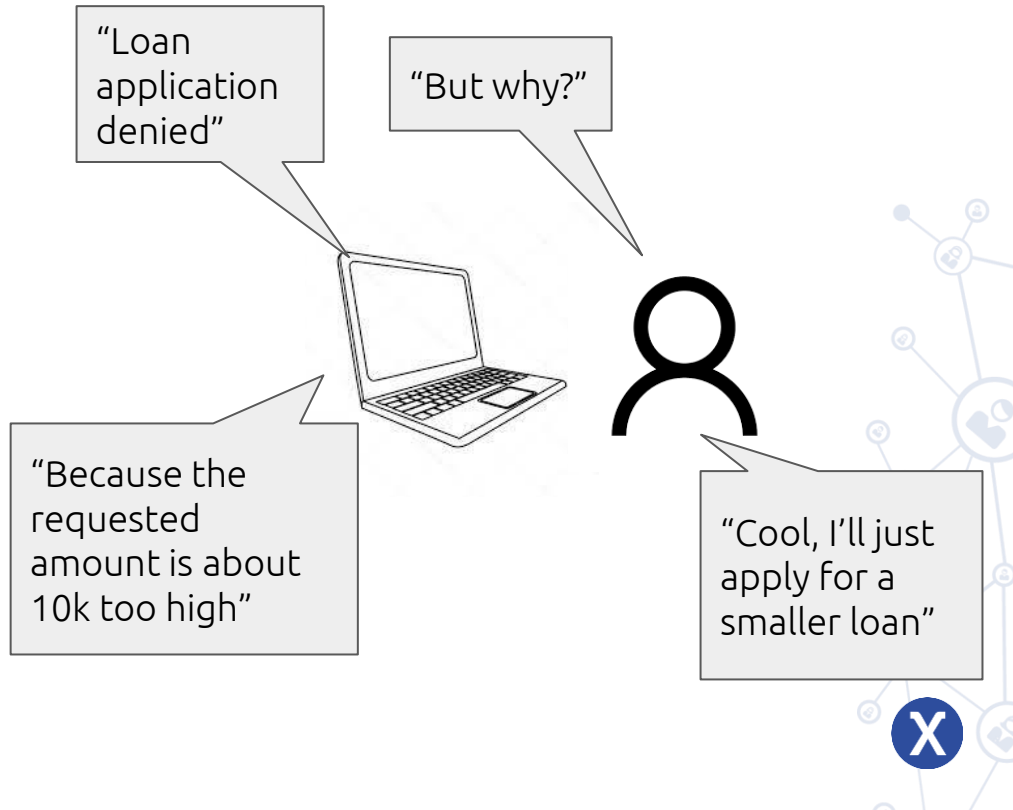 “Loan
application
denied”
“But why?”
“Because the
requested
amount is about
10k too high”
“Cool, I’ll just
apply for a
smaller loan”
X